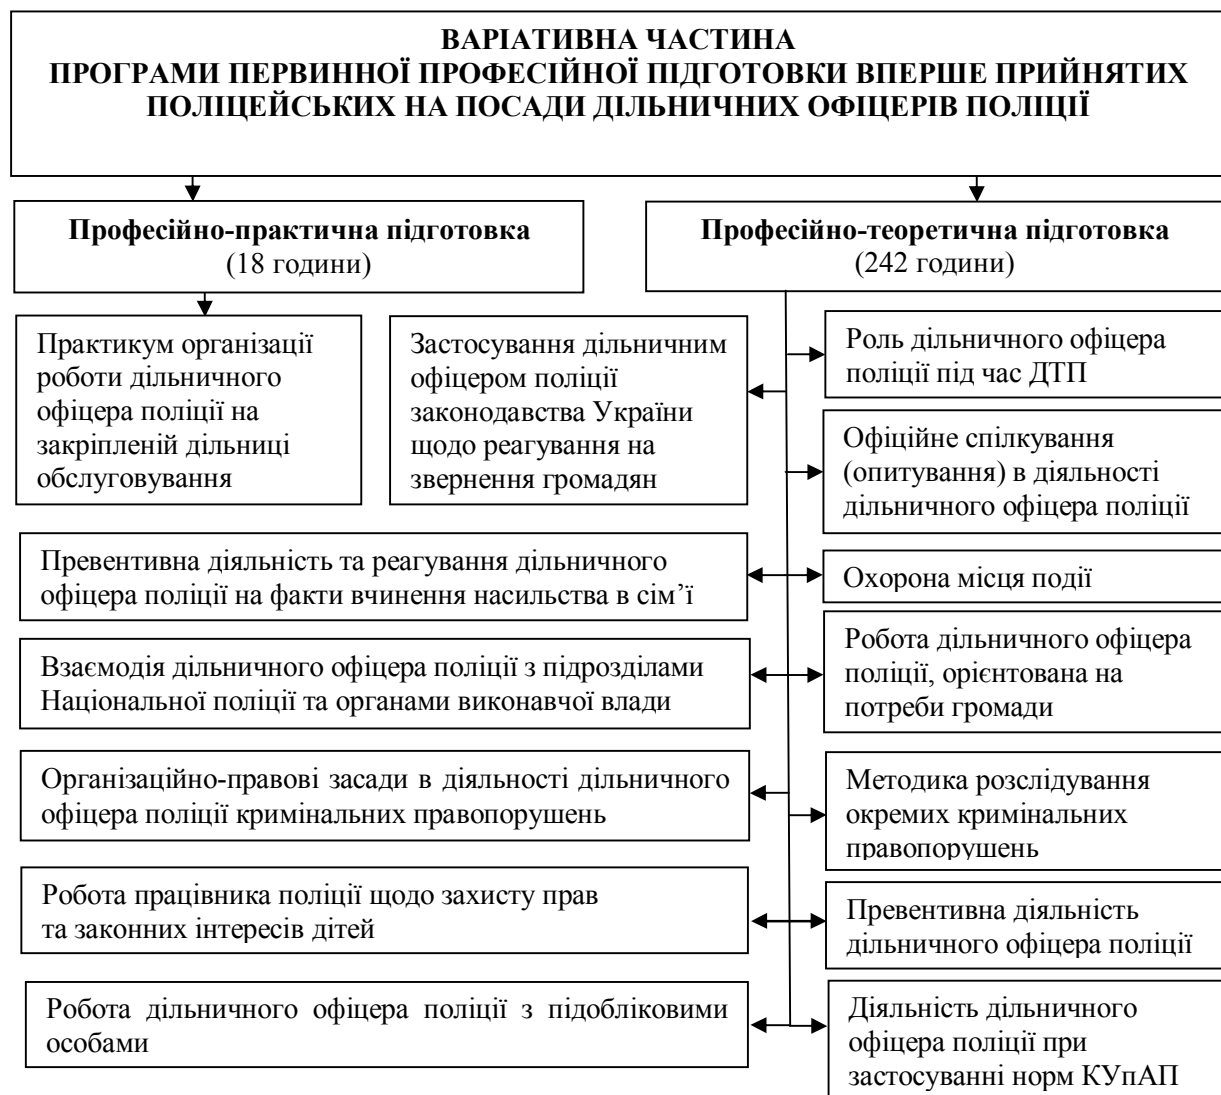 ВАРІАТИВНА ЧАСТИНА
ПРОГРАМИ ПЕРВИННОЇ ПРОФЕСІЙНОЇ ПІДГОТОВКИ ВПЕРШЕ ПРИЙНЯТИХ
ПОЛІЦЕЙСЬКИХ НА ПОСАДИ ДІЛЬНИЧНИХ ОФІЦЕРІВ ПОЛІЦІЇ
Професійно-практична підготовка
(18 години)
Професійно-теоретична підготовка
(242 години)
Практикум організації
роботи дільничного
офіцера поліції на
закріпленій дільниці
обслуговування
Застосування дільничним
офіцером поліції
законодавства України
щодо реагування на
звернення громадян
Роль дільничного офіцера
поліції під час ДТП
Офіційне спілкування
(опитування) в діяльності
дільничного офіцера поліції
Превентивна діяльність та реагування дільничного
офіцера поліції на факти вчинення насильства в сім’ї
Охорона місця події
Взаємодія дільничного офіцера поліції з підрозділами
Національної поліції та органами виконавчої влади
Робота дільничного офіцера
поліції, орієнтована на
потреби громади
Організаційно-правові засади в діяльності дільничного
офіцера поліції кримінальних правопорушень
Методика розслідування
окремих кримінальних
правопорушень
Робота працівника поліції щодо захисту прав
та законних інтересів дітей
Превентивна діяльність
дільничного офіцера поліції
Робота дільничного офіцера поліції з підобліковими
особами
Діяльність дільничного
офіцера поліції при
застосуванні норм КУпАП